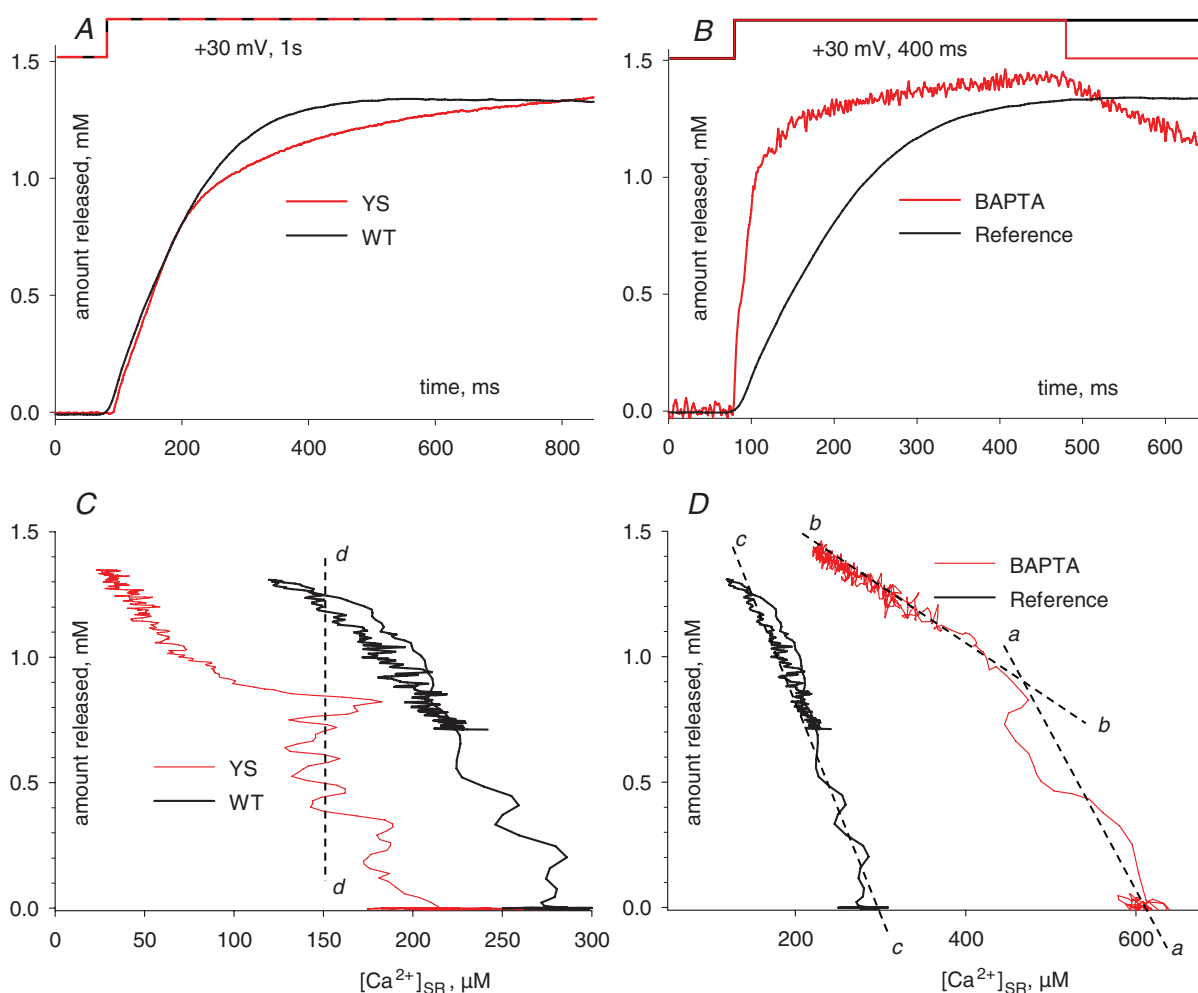 A
+30 mV, 1s
1.5
1.0
0.5
0.0
amount released, mM
YS
WT
time, ms
0 200 400 600 800
B
+30 mV, 400 ms
1.5
1.0
0.5
0.0
amount released, mM
BAPTA
Reference
time, ms
0 100 200 300 400 500 600
C
1.5
1.0
0.5
0.0
amount released, mM
d
YS
WT
d
0 50 100 150 200 250 300
[Ca2+]SR, µM
D
1.5
1.0
0.5
0.0
amount released, mM
c
b
BAPTA
Reference
a
b
c
a
200 400 600
[Ca2+]SR, µM